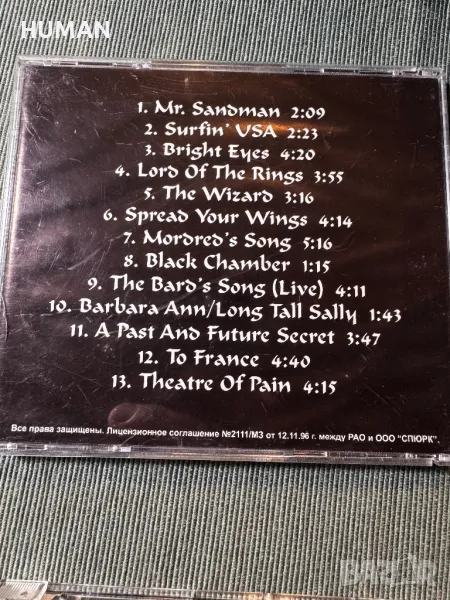 HUMAN
1. Mr. Sandman 2:09
2. Surfin' USA 2:23
3. Bright Eyes 4:20
4. Lord Of The Rings 3:55
5. The Wizard 3:16
6. Spread Your Wings 4:14
7. Mordred's Song 5:16
8. Black Chamber 1:15
9. The Bard's Song (Live) 4:11
10. Barbara Ann/Long Tall Sally 1:43
11. A Past And Future Secret 3:47
12. To France 4:40
13. Theatre Of Pain 4:15
Все права защищены. Лицензионное соглашение №2111/МЗ от 12.11.96 г. между РАО и ООО "СПЮРК".
BAZAR